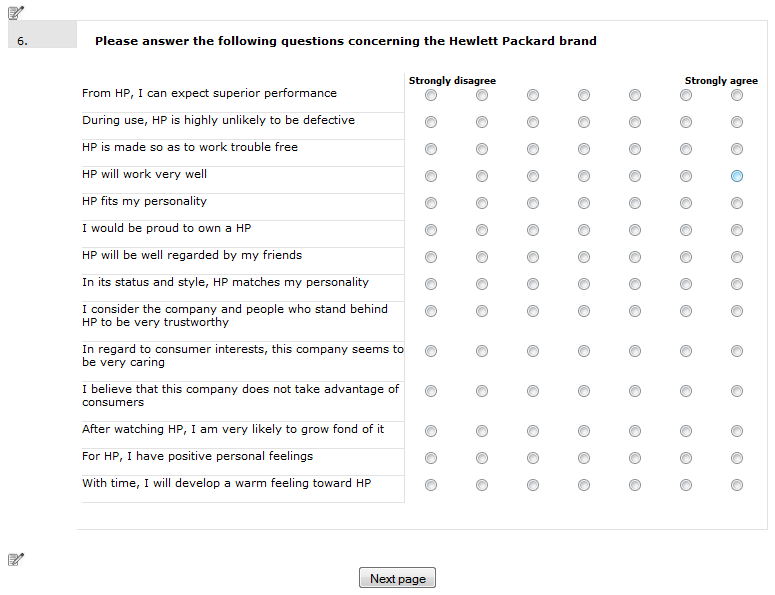 6.
Please answer the following questions concerning the Hewlett Packard brand
Strongly disagree
Strongly agree
From HP, I can expect superior performance
During use, HP is highly unlikely to be defective
HP is made so as to work trouble free
HP will work very well
HP fits my personality
I would be proud to own a HP
HP will be well regarded by my friends
In its status and style, HP matches my personality
I consider the company and people who stand behind
HP to be very trustworthy
In regard to consumer interests, this company seems to
be very caring
I believe that this company does not take advantage of
consumers
After watching HP, I am very likely to grow fond of it
For HP, I have positive personal feelings
With time, I will develop a warm feeling toward HP
Next page